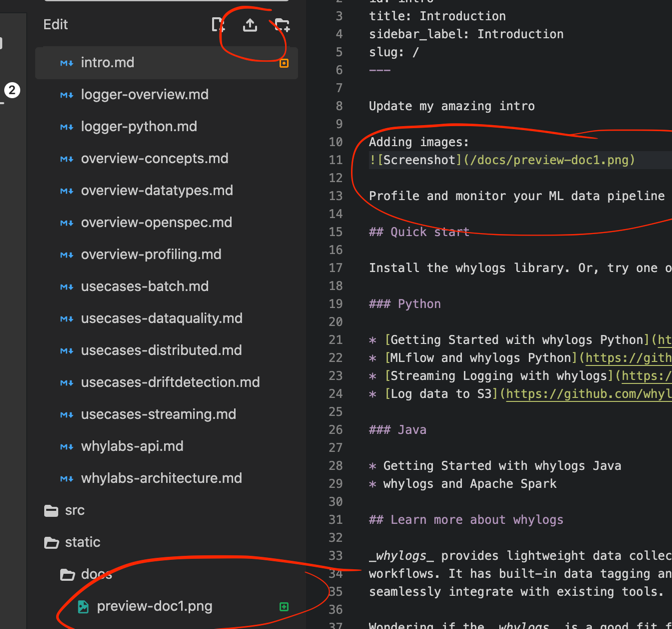 Edit
intro.md
logger-overview.md
logger-python.md
overview-concepts.md
overview-datatypes.md
overview-openspec.md
overview-profiling.md
usecases-batch.md
usecases-dataquality.md
usecases-distributed.md
usecases-driftdetection.md
usecases-streaming.md
whylabs-api.md
whylabs-architecture.md
src
static
docs
preview-doc1.png
2
3 title: Introduction
4 sidebar_label: Introduction
5 slug: /
6 ---
7
8 Update my amazing intro
9
10 Adding images:
11 ![Screenshot](/docs/preview-doc1.png)
12
13 Profile and monitor your ML data pipeline
14
15 ## Quick start
16
17 Install the whylogs library. Or, try one o
18
19 ### Python
20
21 * [Getting Started with whylogs Python](ht
22 * [MLflow and whylogs Python](https://gith
23 * [Streaming Logging with whylogs](https:/
24 * [Log data to S3](https://github.com/whyl
25
26 ### Java
27
28 * Getting Started with whylogs Java
29 * whylogs and Apache Spark
30
31 ## Learn more about whylogs
32
33 _whylogs_ provides lightweight data collec
34 workflows. It has built-in data tagging an
35 seamlessly integrate with existing tools.
36
37 Wondering if the _whylogs_ is a good fit f